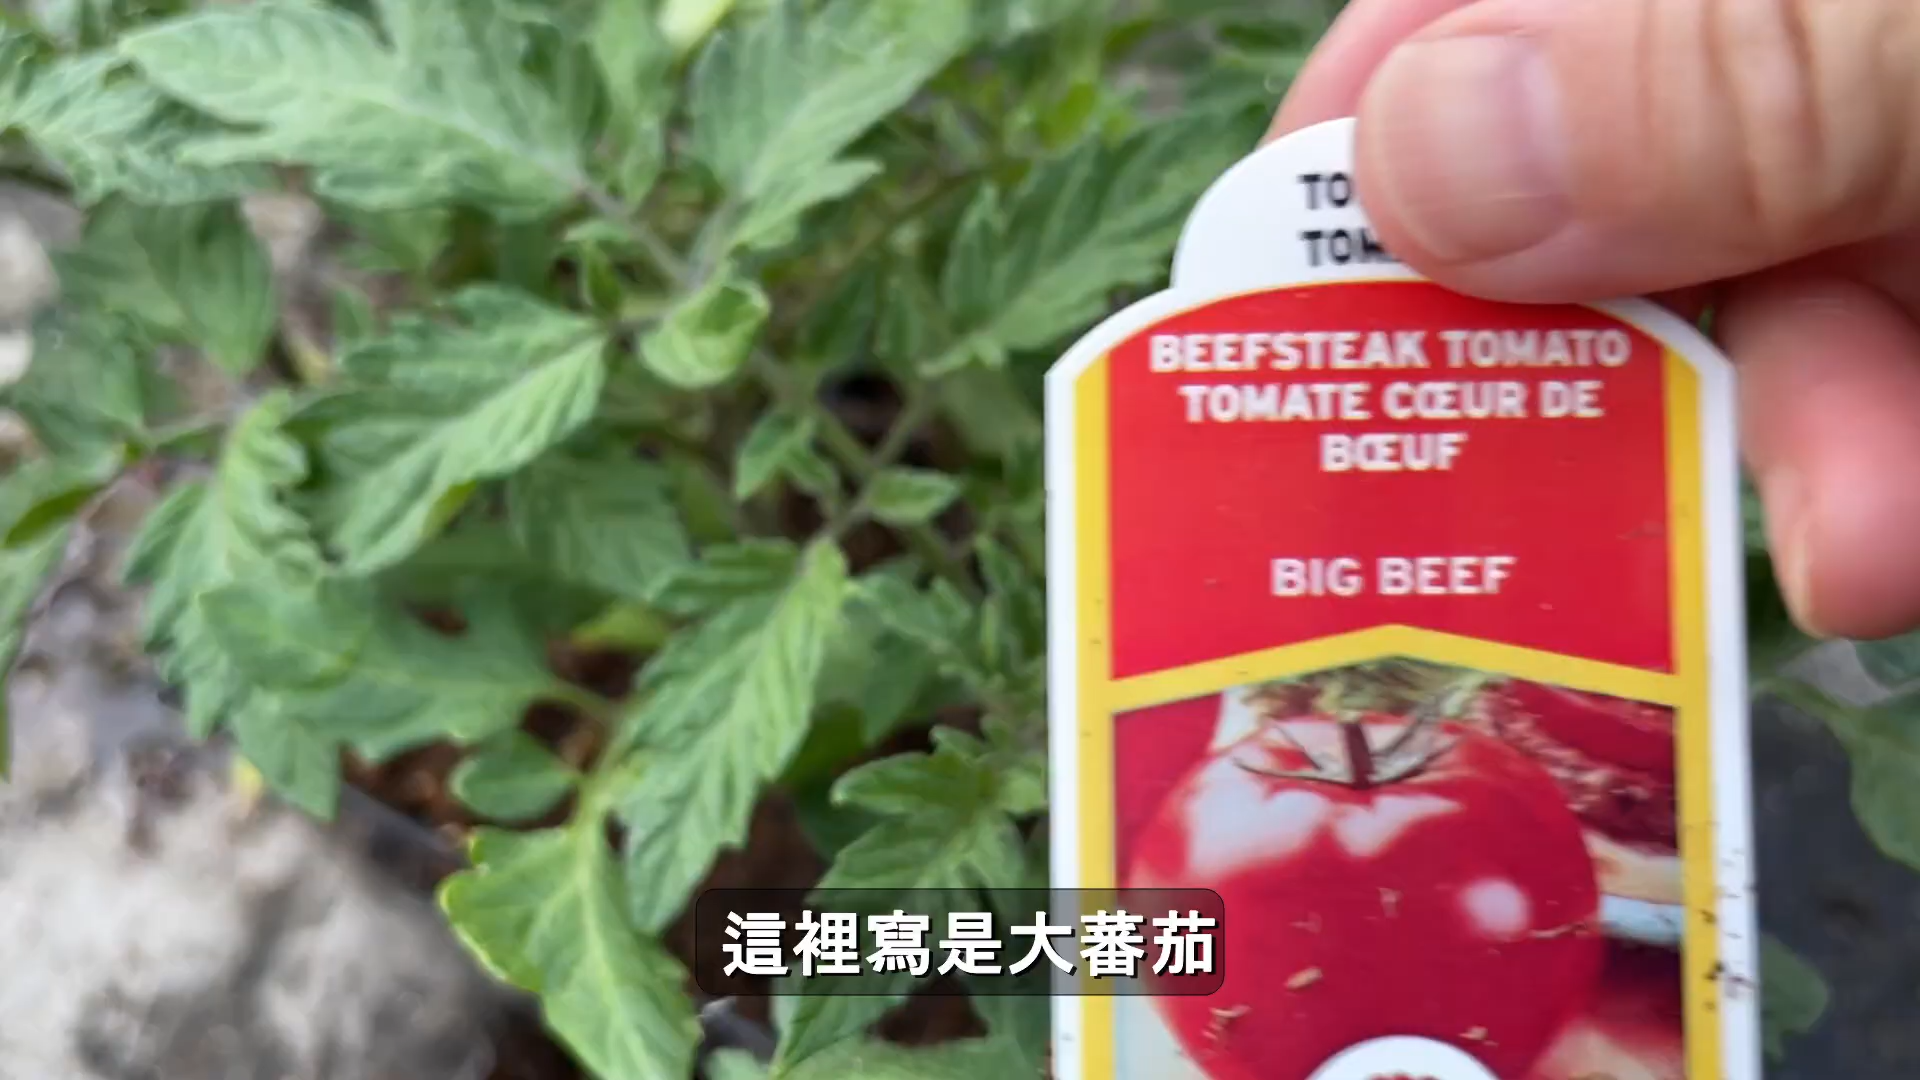 BEEFSTEAK TOMATO
TOMATE CŒUR DE
BŒUF
BIG BEEF
這裡寫是大蕃茄